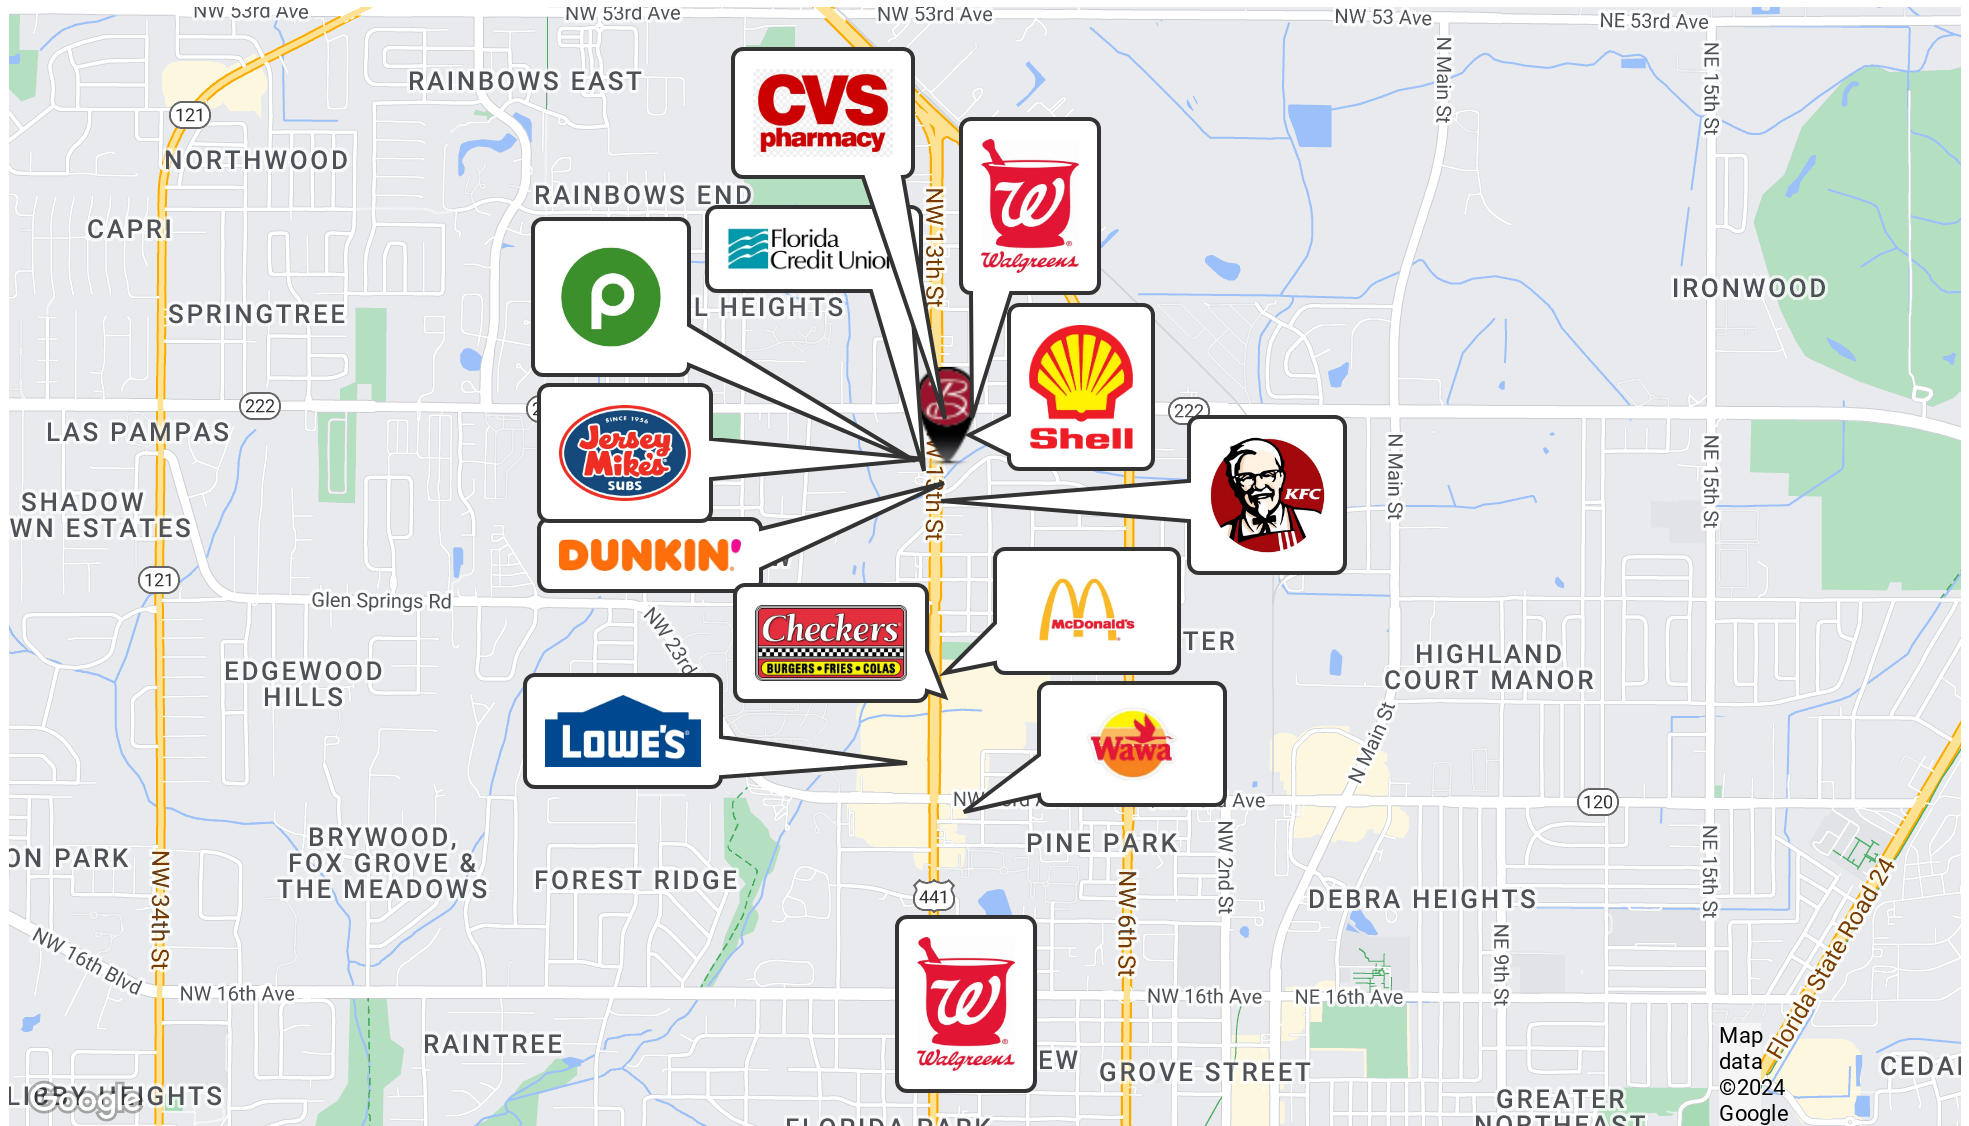 NW 53rd Ave
NW 53rd Ave
NW 53rd Ave
NW 53 Ave
NE 53rd Ave
RAINBOWS EAST
N Main St
NE 15th St
CVS
pharmacy
121
NORTHWOOD
RAINBOWS END
CAPRI
NW 13th St
Walgreens
Florida
Credit Union
IRONWOOD
SPRINGTREE
L HEIGHTS
P
Shell
222
222
B
SINCE 1956
Jersey
Mike's
SUBS
LAS PAMPAS
KFC
N Main St
NE 15th St
SHADOW
WN ESTATES
13th St
DUNKIN'
121
Glen Springs Rd
NW 23rd
Checkers
BURGERS • FRIES • COLAS
McDonald's
TER
HIGHLAND
COURT MANOR
EDGEWOOD
HILLS
LOWE'S
Wawa
N Main St
NW
Ave
120
BRYWOOD,
FOX GROVE &
THE MEADOWS
ON PARK
PINE PARK
NW 2nd St
NE 15th St
FOREST RIDGE
441
DEBRA HEIGHTS
NW 34th St
NW 6th St
Florida State Road 24
NW 16th Blvd
NE 9th St
NW 16th Ave
NW 16th Ave
NE 16th Ave
Walgreens
RAINTREE
EW
GROVE STREET
Map
data
©2024
Google
CEDA
HEIGHTS
Google
GREATER
NORTHEAST
FLORIDA PARK